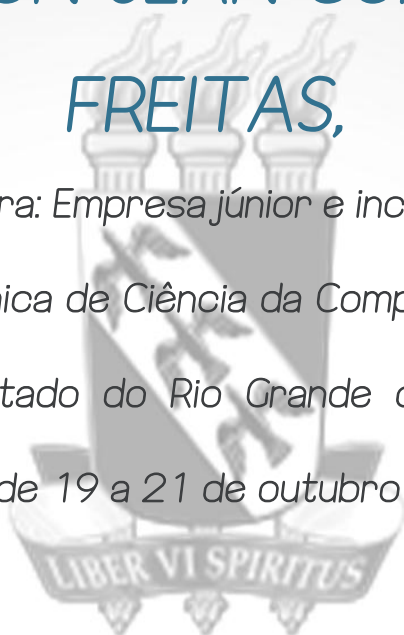 FREITAS,
ra: Empresa júnior e inc
ica de Ciência da Comp
tado do Rio Grande
de 19 a 21 de outubro
LIBER VI SPIRITUS